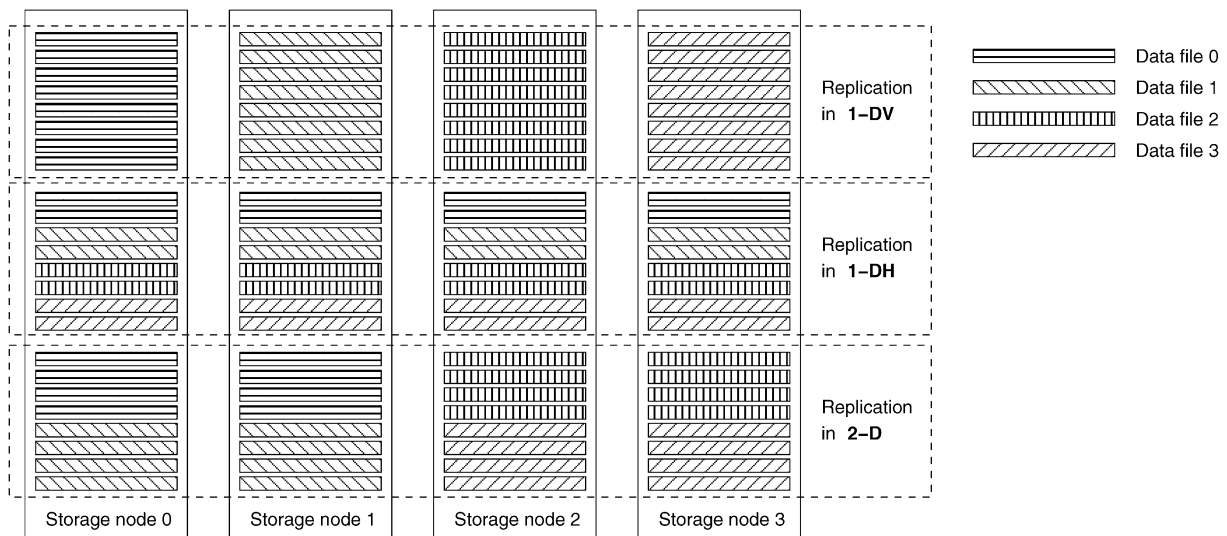 Data file 0
Data file 1
Data file 2
Data file 3
Replication
in 1–DV
Replication
in 1–DH
Replication
in 2–D
Storage node 0
Storage node 1
Storage node 2
Storage node 3